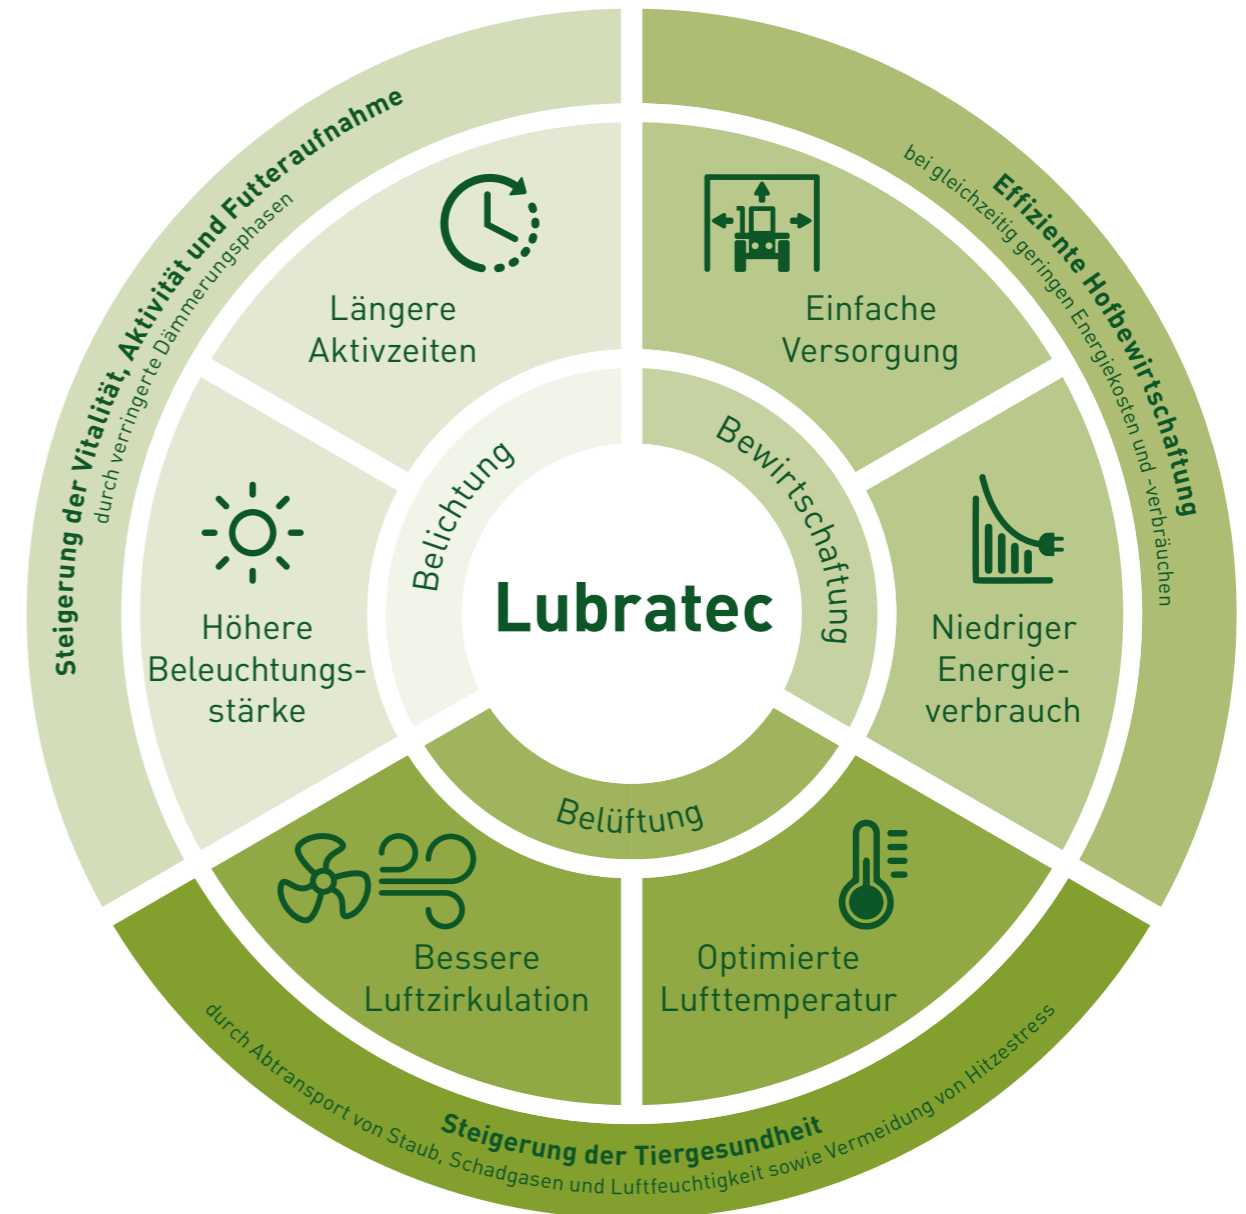 Steigerung der Vitalität, Aktivität und Futteraufnahme
durch verringerte Dämmerungsphasen
Effiziente Hofbewirtschaftung
bei gleichzeitig geringen Energiekosten und -verbräuchen
Längere
Aktivzeiten
Einfache
Versorgung
Belichtung
Bewirtschaftung
Lubratec
Höhere
Beleuchtungs-
stärke
Niedriger
Energie-
verbrauch
Belüftung
Bessere
Luftzirkulation
Optimierte
Lufttemperatur
Steigerung der Tiergesundheit
durch Abtransport von Staub, Schadgasen und Luftfeuchtigkeit sowie Vermeidung von Hitzestress